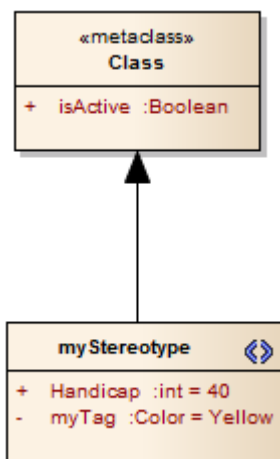 «metaclass»
Class
+ isActive :Boolean
myStereotype
+ Handicap :int = 40
- myTag :Color = Yellow